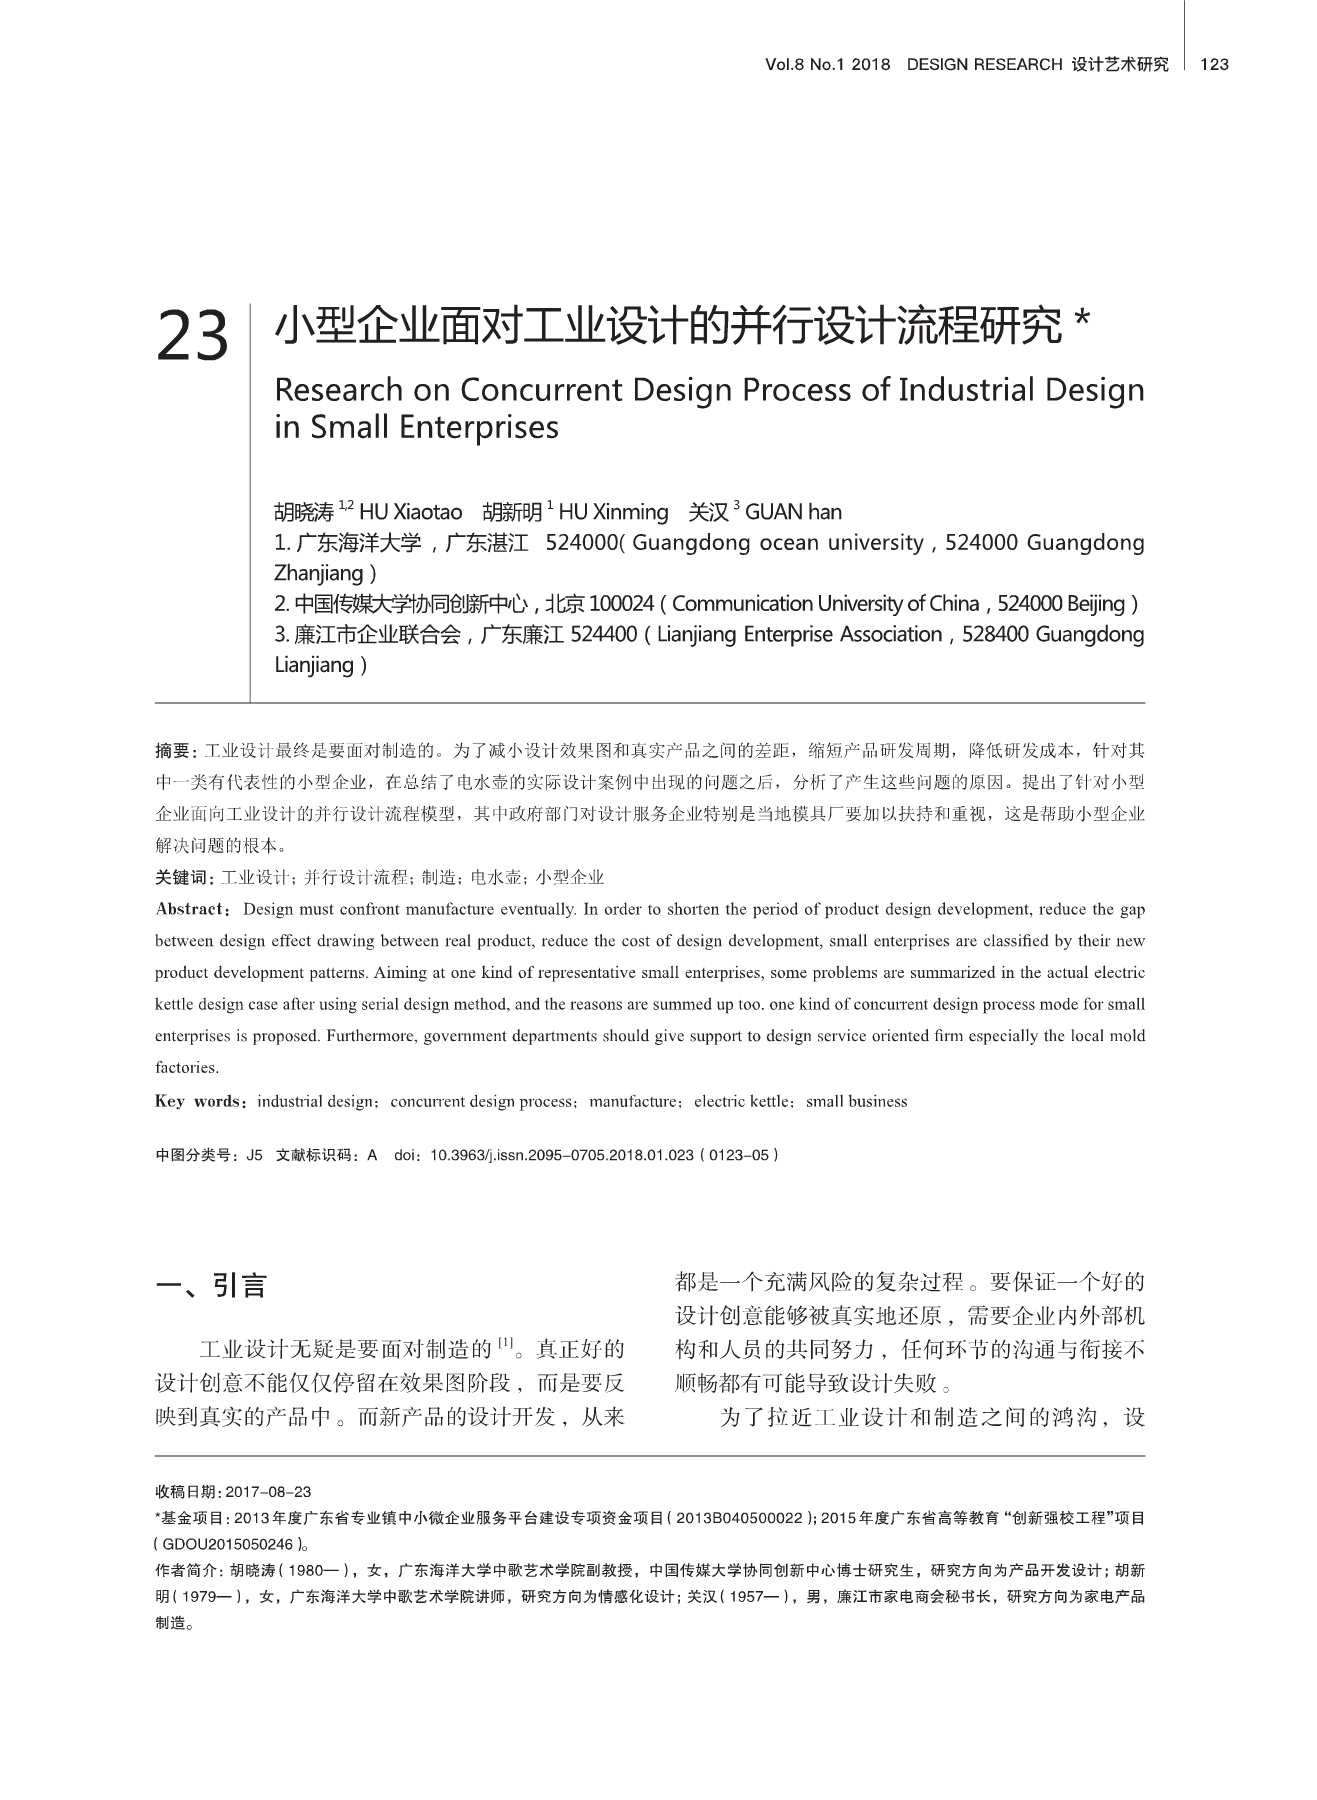 Vol.8 No.1 2018 DESIGN RESEARCH 设计艺术研究 123
23
小型企业面对工业设计的并行设计流程研究 *
Research on Concurrent Design Process of Industrial Design
in Small Enterprises
胡晓涛 1,2 HU Xiaotao 胡新明 1 HU Xinming 关汉 3 GUAN han
1. 广东海洋大学，广东湛江 524000( Guangdong ocean university , 524000 Guangdong
Zhanjiang )
2. 中国传媒大学协同创新中心，北京 100024 ( Communication University of China , 524000 Beijing )
3. 廉江市企业联合会，广东廉江 524400 ( Lianjiang Enterprise Association , 528400 Guangdong
Lianjiang )
摘要：工业设计最终是要面对制造的。为了减小设计效果图和真实产品之间的差距，缩短产品研发周期，降低研发成本，针对其
中一类有代表性的小型企业，在总结了电水壶的实际设计案例中出现的问题之后，分析了产生这些问题的原因。提出了针对小型
企业面向工业设计的并行设计流程模型，其中政府部门对设计服务企业特别是当地模具厂要加以扶持和重视，这是帮助小型企业
解决问题的根本。
关键词：工业设计；并行设计流程；制造；电水壶；小型企业
Abstract： Design must confront manufacture eventually. In order to shorten the period of product design development, reduce the gap
between design effect drawing between real product, reduce the cost of design development, small enterprises are classified by their new
product development patterns. Aiming at one kind of representative small enterprises, some problems are summarized in the actual electric
kettle design case after using serial design method, and the reasons are summed up too. one kind of concurrent design process mode for small
enterprises is proposed. Furthermore, government departments should give support to design service oriented firm especially the local mold
factories.
Key words：industrial design；concurrent design process；manufacture；electric kettle；small business
中图分类号：J5 文献标识码：A doi：10.3963/j.issn.2095-0705.2018.01.023（0123-05）
一、引言
工业设计无疑是要面对制造的 [1]。真正好的
设计创意不能仅仅停留在效果图阶段，而是要反
映到真实的产品中。而新产品的设计开发，从来
都是一个充满风险的复杂过程。要保证一个好的
设计创意能够被真实地还原，需要企业内外部机
构和人员的共同努力，任何环节的沟通与衔接不
顺畅都有可能导致设计失败。
为了拉近工业设计和制造之间的鸿沟，设
收稿日期：2017-08-23
*基金项目：2013年度广东省专业镇中小微企业服务平台建设专项资金项目（2013B040500022）；2015年度广东省高等教育“创新强校工程”项目
（GDOU2015050246）。
作者简介：胡晓涛（1980—），女，广东海洋大学中歌艺术学院副教授，中国传媒大学协同创新中心博士研究生，研究方向为产品开发设计；胡新
明（1979—），女，广东海洋大学中歌艺术学院讲师，研究方向为情感化设计；关汉（1957—），男，廉江市家电商会秘书长，研究方向为家电产品
制造。